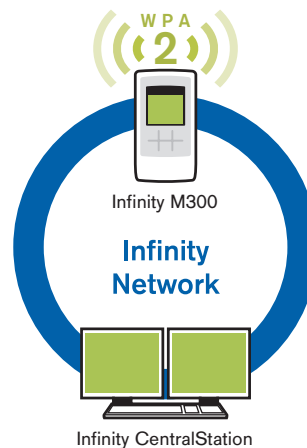 WPA
2
Infinity M300
Infinity
Network
Infinity CentralStation